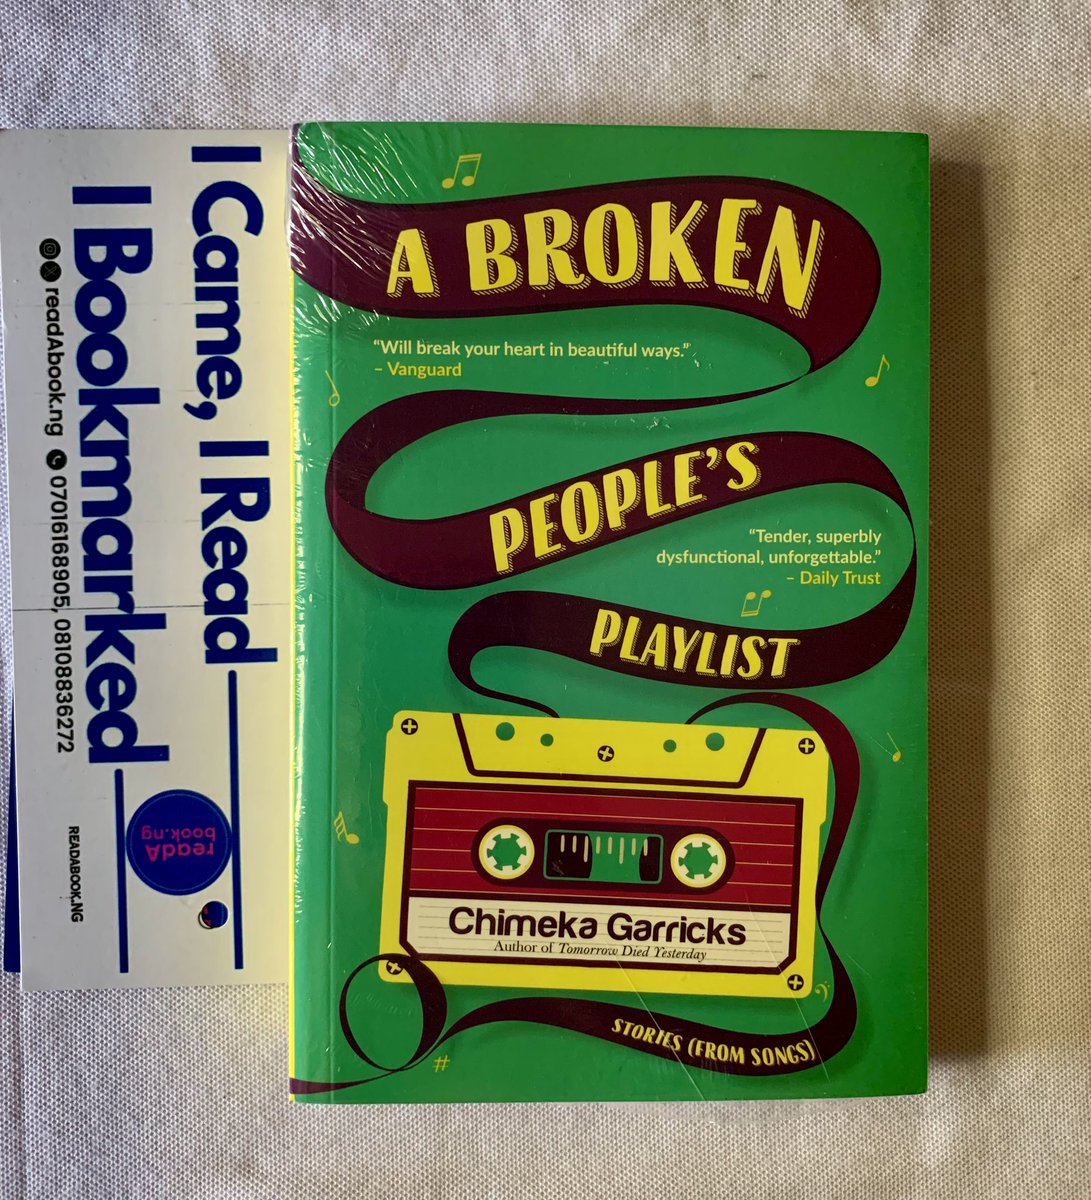 I Came, I Read
I Bookmarked
readAbook.ng 07016168905, 08108836272
READABOOK.NG
readA
book.ng
A BROKEN
“Will break your heart in beautiful ways.”
– Vanguard
PEOPLE’S
“Tender, superbly
dysfunctional, unforgettable.”
– Daily Trust
PLAYLIST
Chimeka Garricks
Author of Tomorrow Died Yesterday
STORIES (FROM SONGS)
#